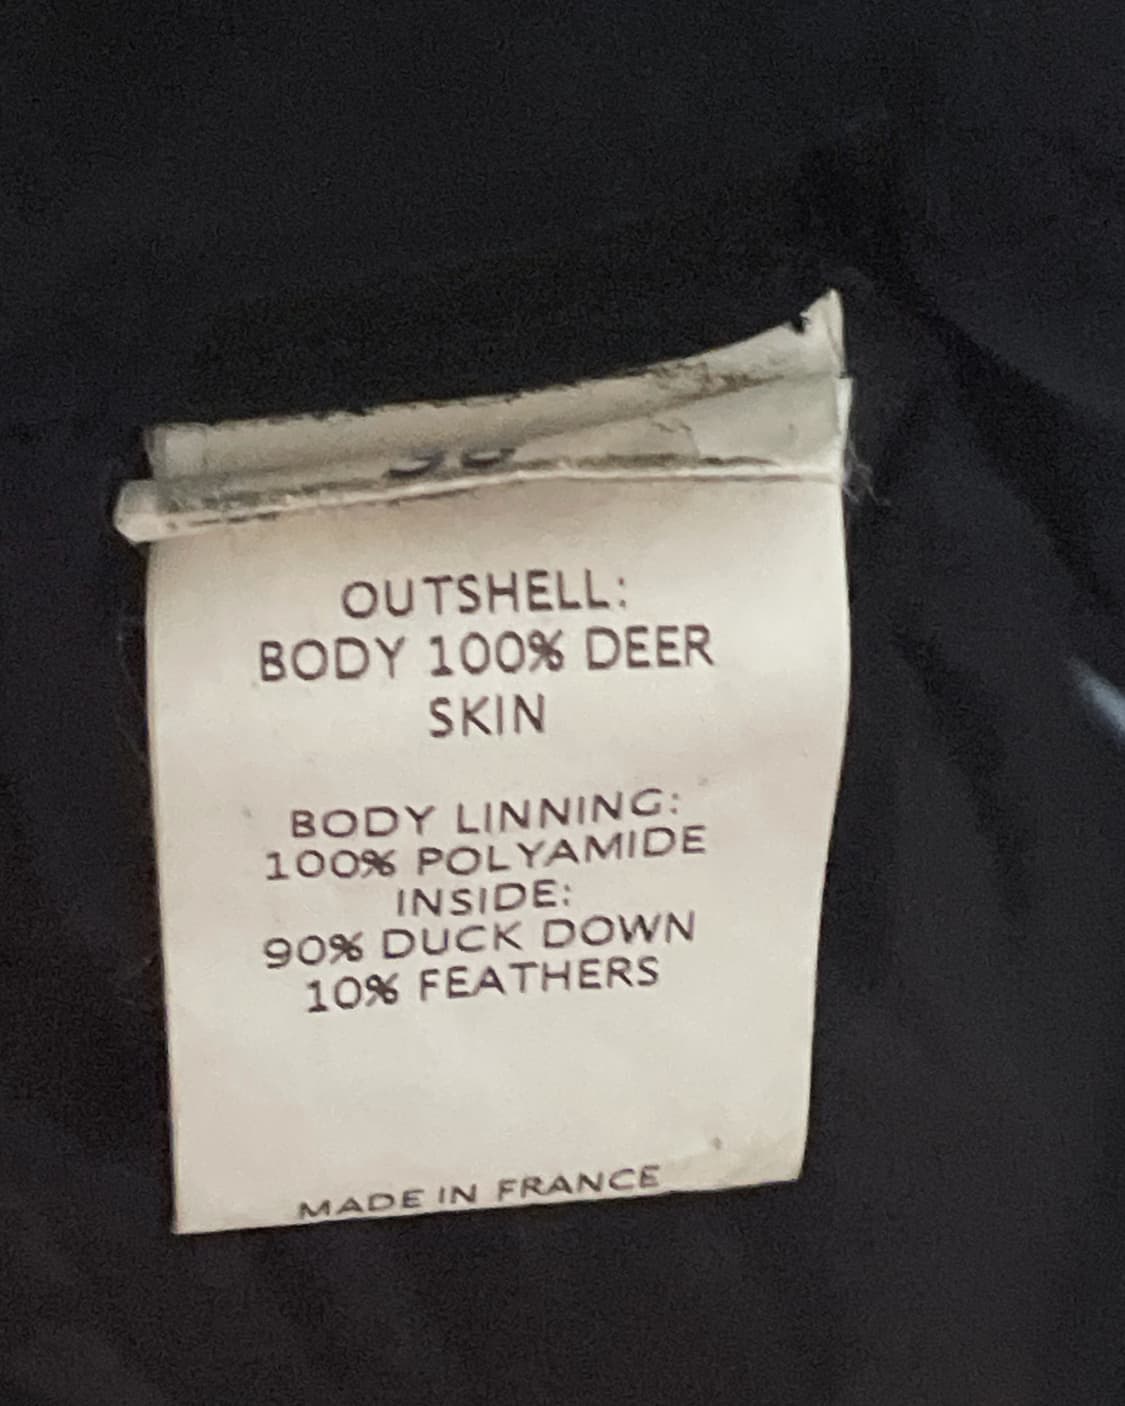 OUTSHELL:
BODY 100% DEER
SKIN
BODY LINNING:
100% POLYAMIDE
INSIDE:
90% DUCK DOWN
10% FEATHERS
MADE IN FRANCE